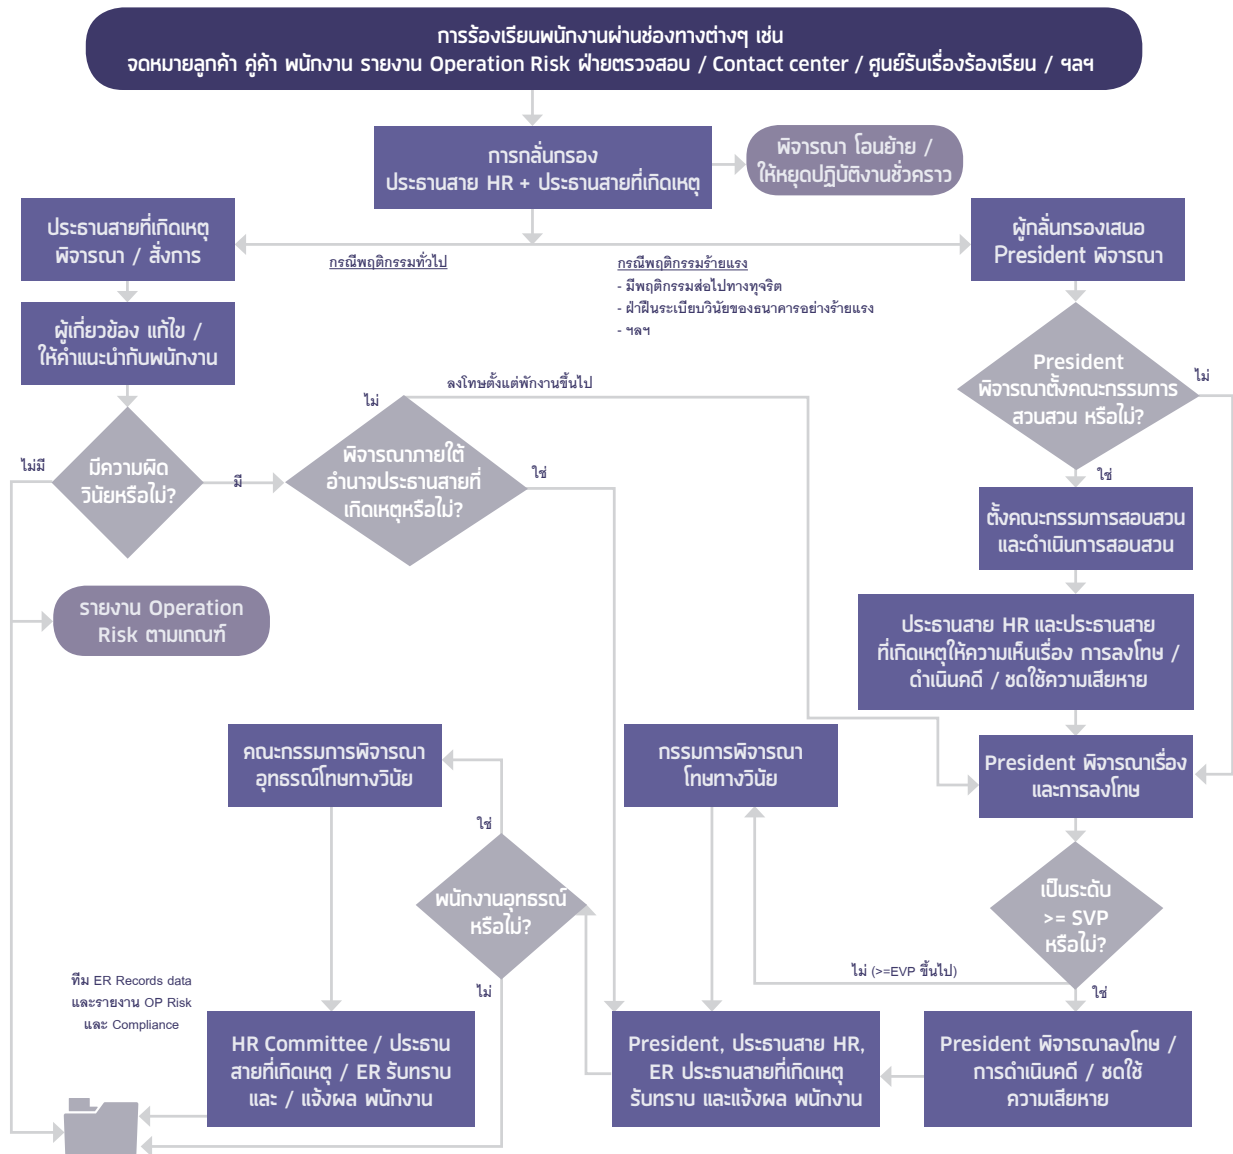 การร้องเรียนพนักงานผ่านช่องทางต่างๆ เช่น
จดหมายลูกค้า คู่ค้า พนักงาน รายงาน Operation Risk ฝ่ายตรวจสอบ / Contact center / ศูนย์รับเรื่องร้องเรียน / ฯลฯ
การกลั่นกรอง
ประธานสาย HR + ประธานสายที่เกิดเหตุ
พิจารณา โอนย้าย /
ให้หยุดปฏิบัติงานชั่วคราว
ประธานสายที่เกิดเหตุ
พิจารณา / สั่งการ
ผู้กลั่นกรองเสนอ
President พิจารณา
กรณีพฤติกรรมทั่วไป
กรณีพฤติกรรมร้ายแรง
- มีพฤติกรรมส่อไปทางทุจริต
- ฝ่าฝืนระเบียบวินัยของธนาคารอย่างร้ายแรง
- ฯลฯ
ผู้เกี่ยวข้อง แก้ไข /
ให้คำแนะนำกับพนักงาน
President
พิจารณาตั้งคณะกรรมการ
สวบสวน หรือไม่?
ไม่
ใช่
ลงโทษตั้งแต่พักงานขึ้นไป
ไม่
ไม่มี
มีความผิด
วินัยหรือไม่?
มี
พิจารณาภายใต้
อำนาจประธานสายที่
เกิดเหตุหรือไม่?
ใช่
ตั้งคณะกรรมการสอบสวน
และดำเนินการสอบสวน
รายงาน Operation
Risk ตามเกณฑ์
ประธานสาย HR และประธานสาย
ที่เกิดเหตุให้ความเห็นเรื่อง การลงโทษ /
ดำเนินคดี / ชดใช้ความเสียหาย
คณะกรรมการพิจารณา
อุทธรณ์โทษทางวินัย
กรรมการพิจารณา
โทษทางวินัย
President พิจารณาเรื่อง
และการลงโทษ
ใช่
พนักงานอุทธรณ์
หรือไม่?
ไม่
เป็นระดับ
>= SVP
หรือไม่?
ไม่ (>=EVP ขึ้นไป)
ใช่
ทีม ER Records data
และรายงาน OP Risk
และ Compliance
HR Committee / ประธาน
สายที่เกิดเหตุ / ER รับทราบ
และ / แจ้งผล พนักงาน
President, ประธานสาย HR,
ER ประธานสายที่เกิดเหตุ
รับทราบ และแจ้งผล พนักงาน
President พิจารณาลงโทษ /
การดำเนินคดี / ชดใช้
ความเสียหาย